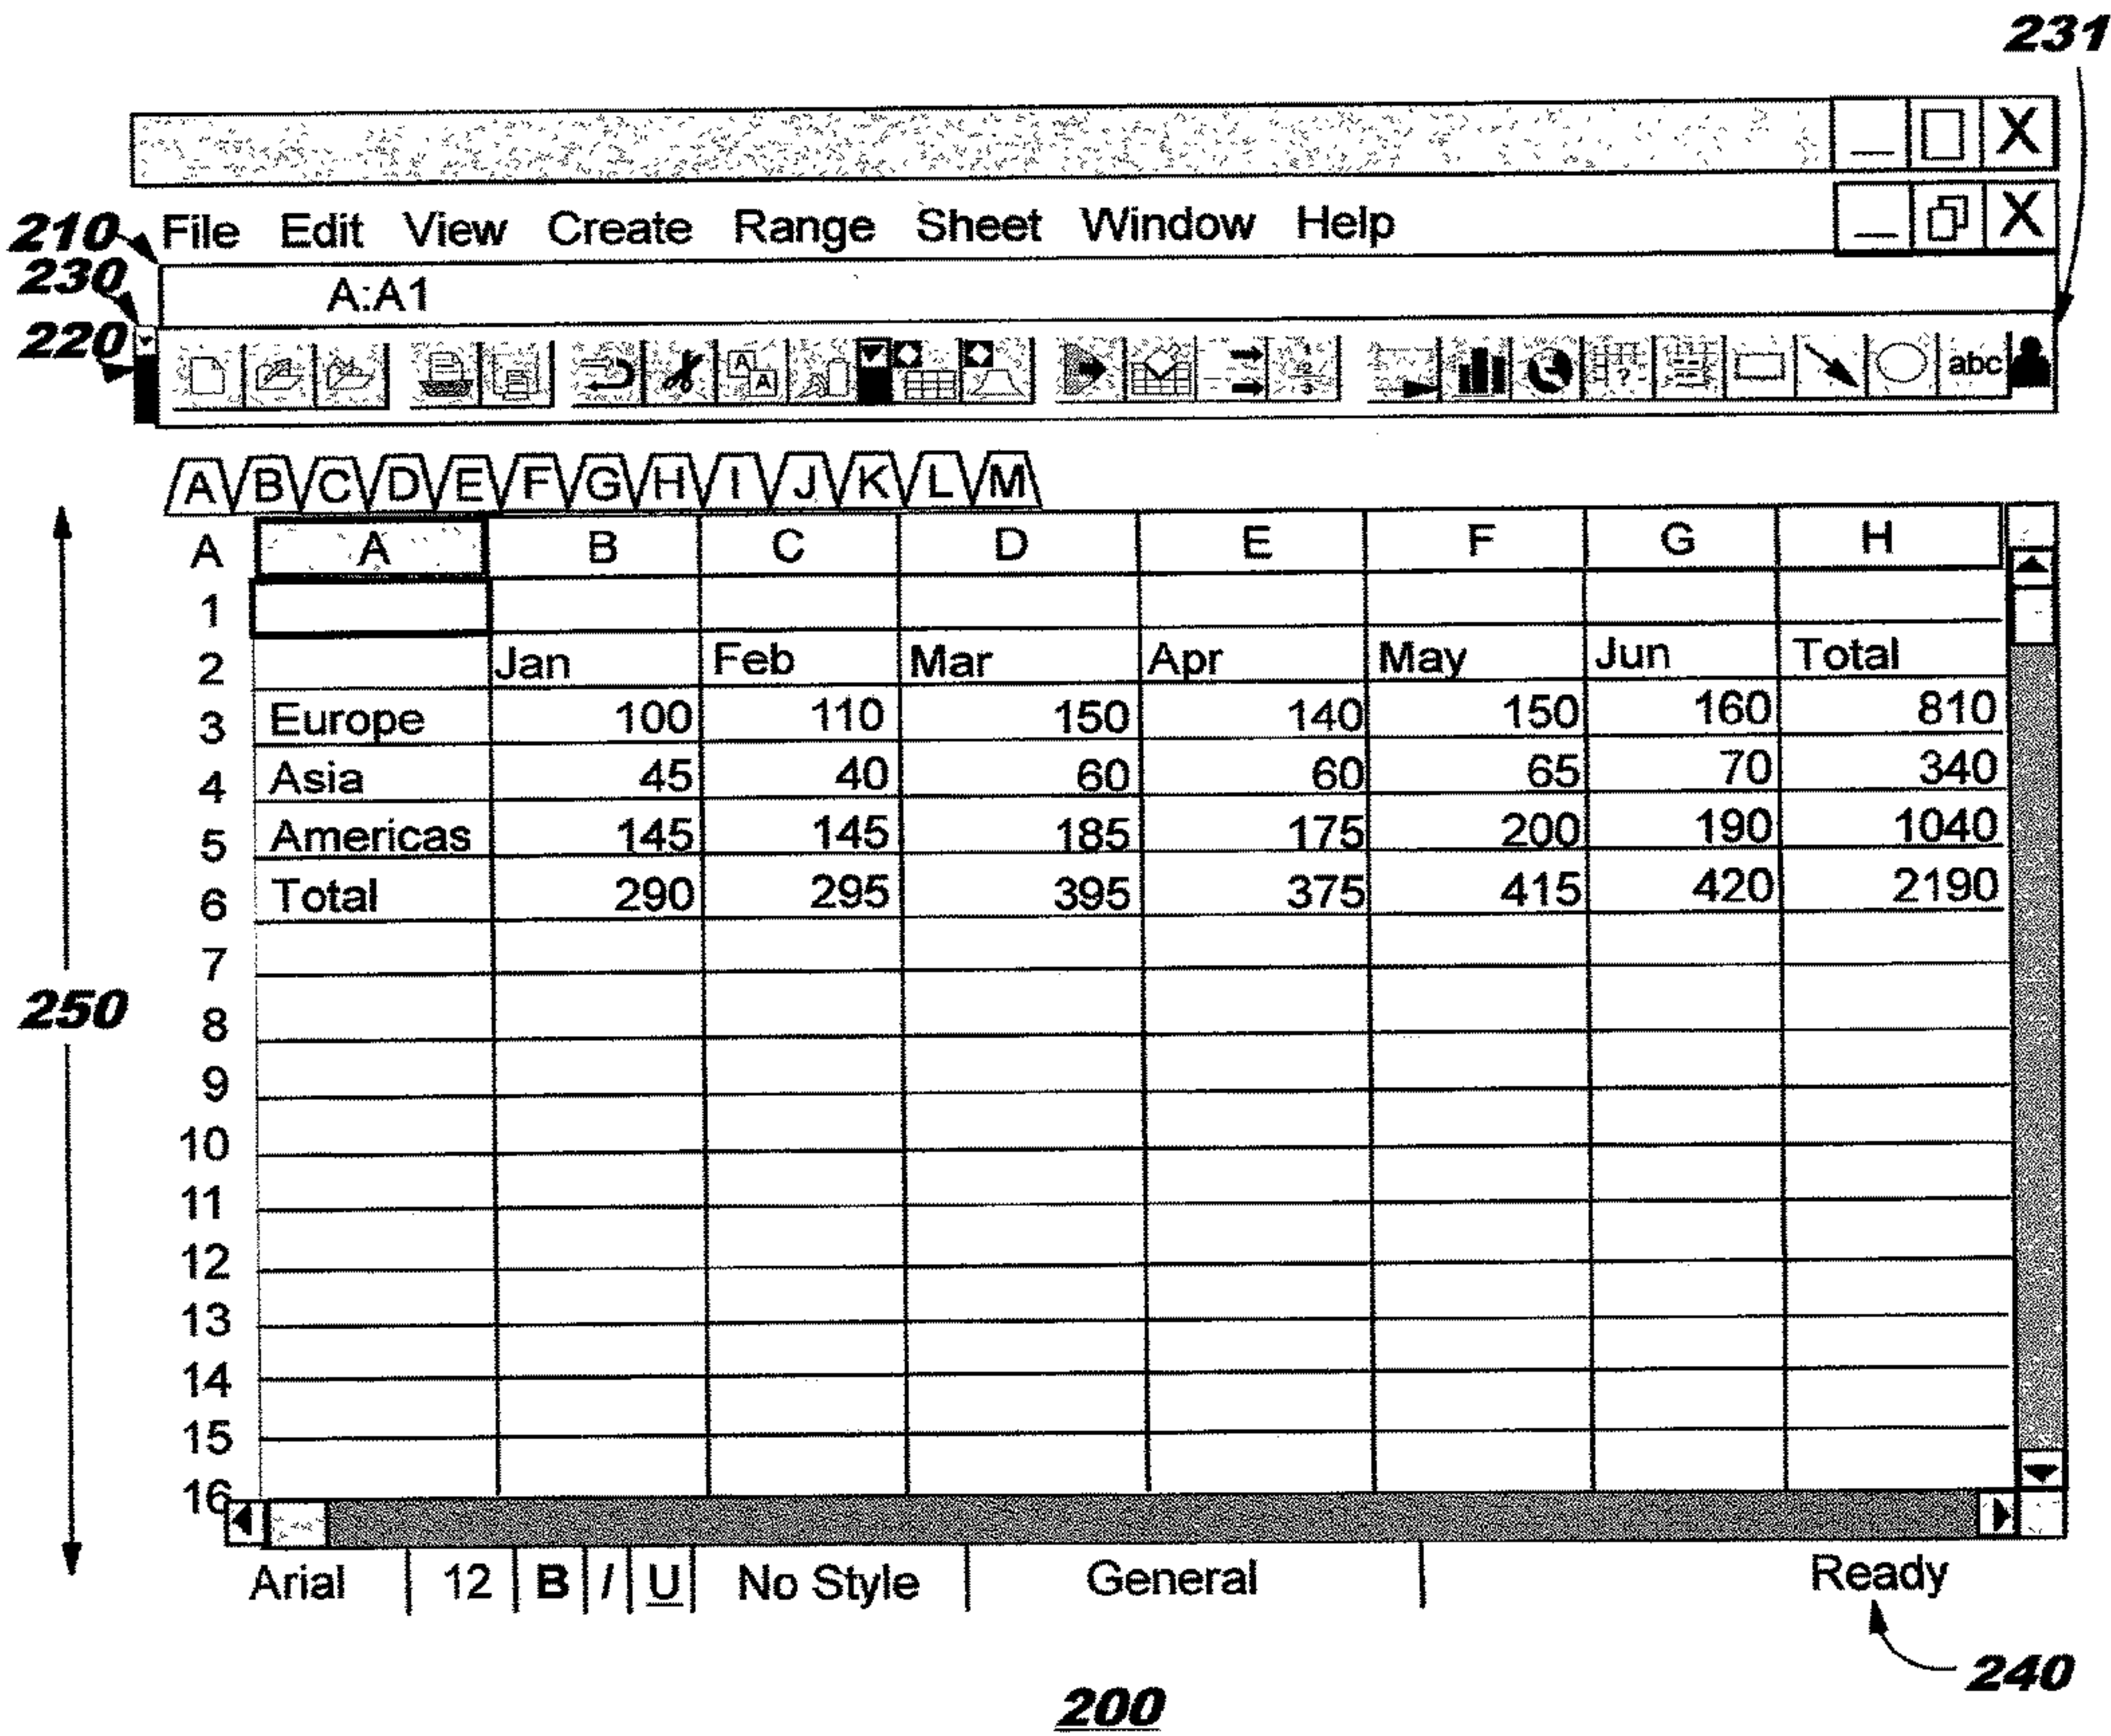 231
X
210 File Edit View Create Range Sheet Window Help X
230 A:A1
220 A A 1 2 3 ? abc
A B C D E F G H I J K L M
A A B C D E F G H
1
2 Jan Feb Mar Apr May Jun Total
3 Europe 100 110 150 140 150 160 810
4 Asia 45 40 60 60 65 70 340
5 Americas 145 145 185 175 200 190 1040
6 Total 290 295 395 375 415 420 2190
7
250
8
9
10
11
12
13
14
15
16
Arial 12 B I U No Style General Ready
240
200